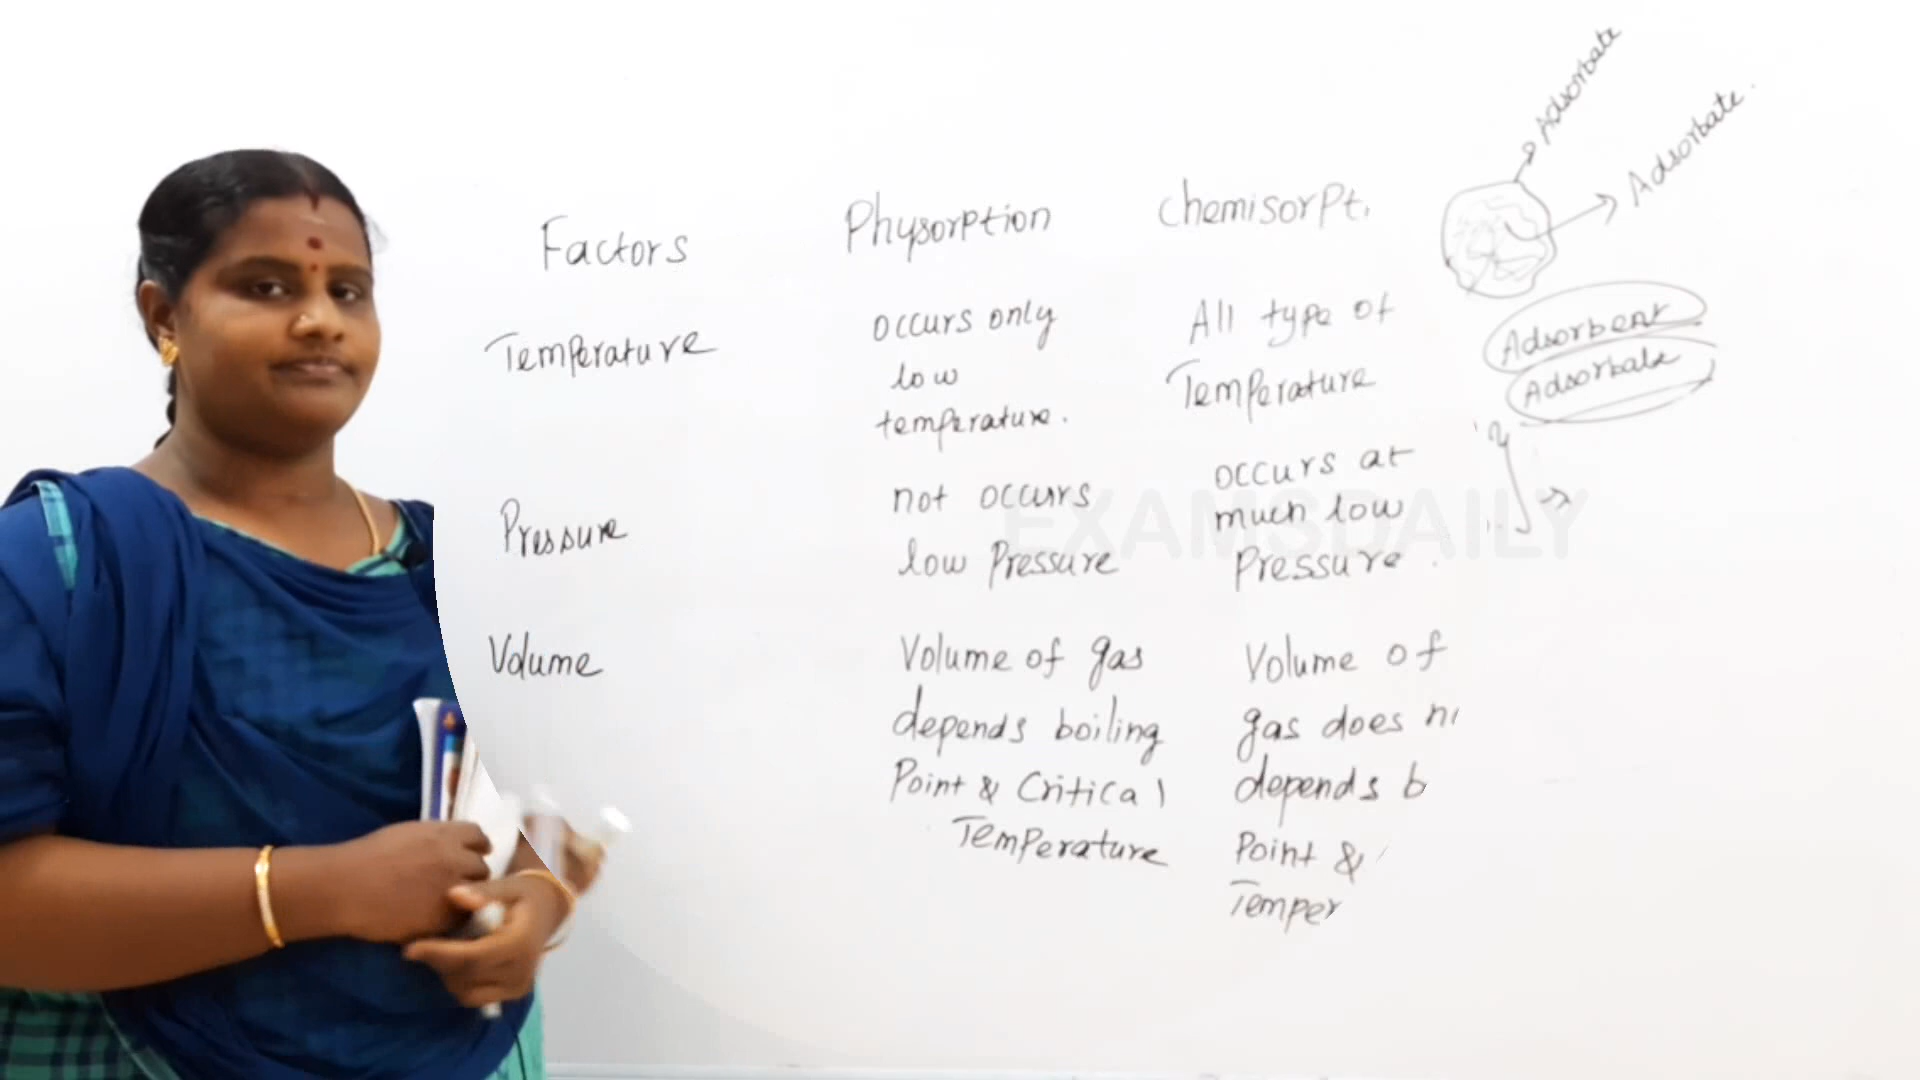 Factors
Physorption
Chemisorpt.
Adsorbate
Adsorbate.
Temperature
occurs only
low
temperature.
All type of
Temperature
Adsorbent
Adsorbate
Pressure
not occurs
low Pressure
occurs at
much low
Pressure.
EXAMSDAILY
Volume
Volume of gas
depends boiling
Point & Critical
Temperature
Volume of
gas does
depends b
Point &
Temper